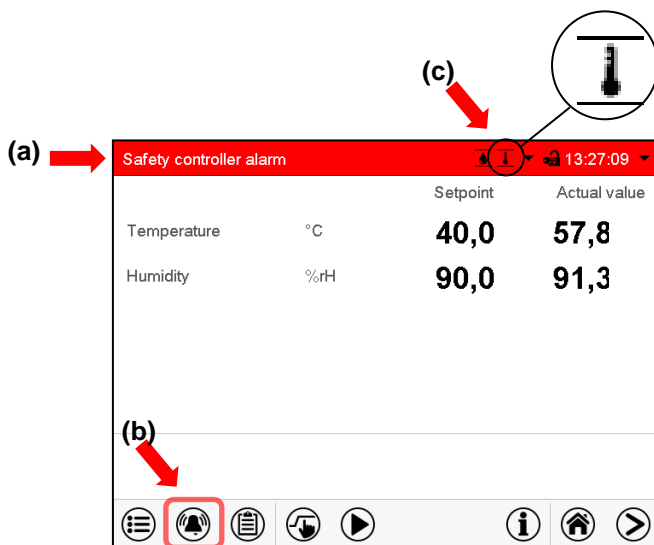 (c)
(a)
Safety controller alarm 13:27:09
Setpoint Actual value
Temperature °C 40,0 57,8
Humidity %rH 90,0 91,3
(b)